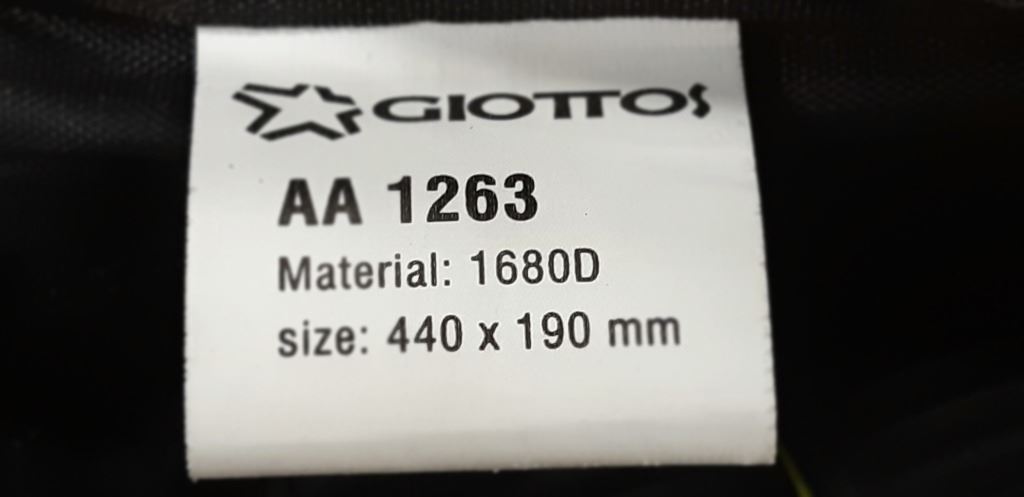 GIOTTOS
AA 1263
Material: 1680D
size: 440 x 190 mm